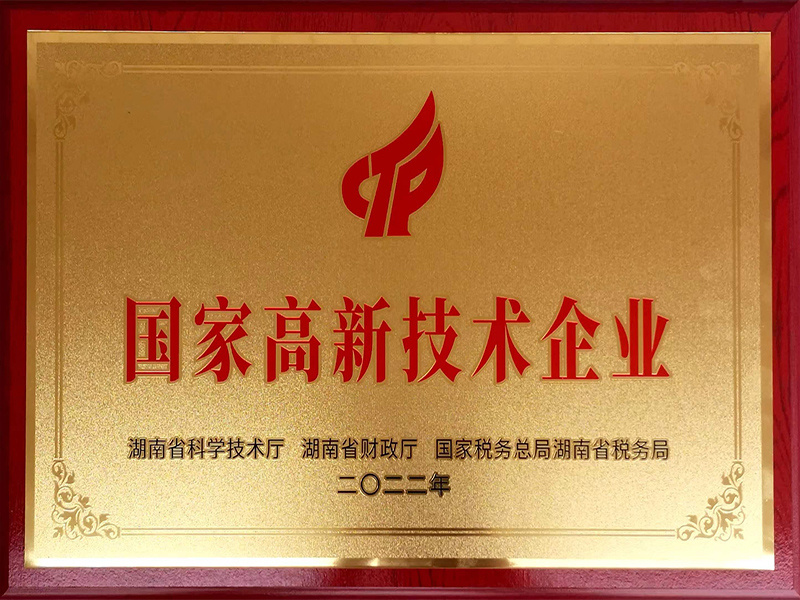 国家高新技术企业
湖南省科学技术厅 湖南省财政厅 国家税务总局湖南省税务局
二〇二二年